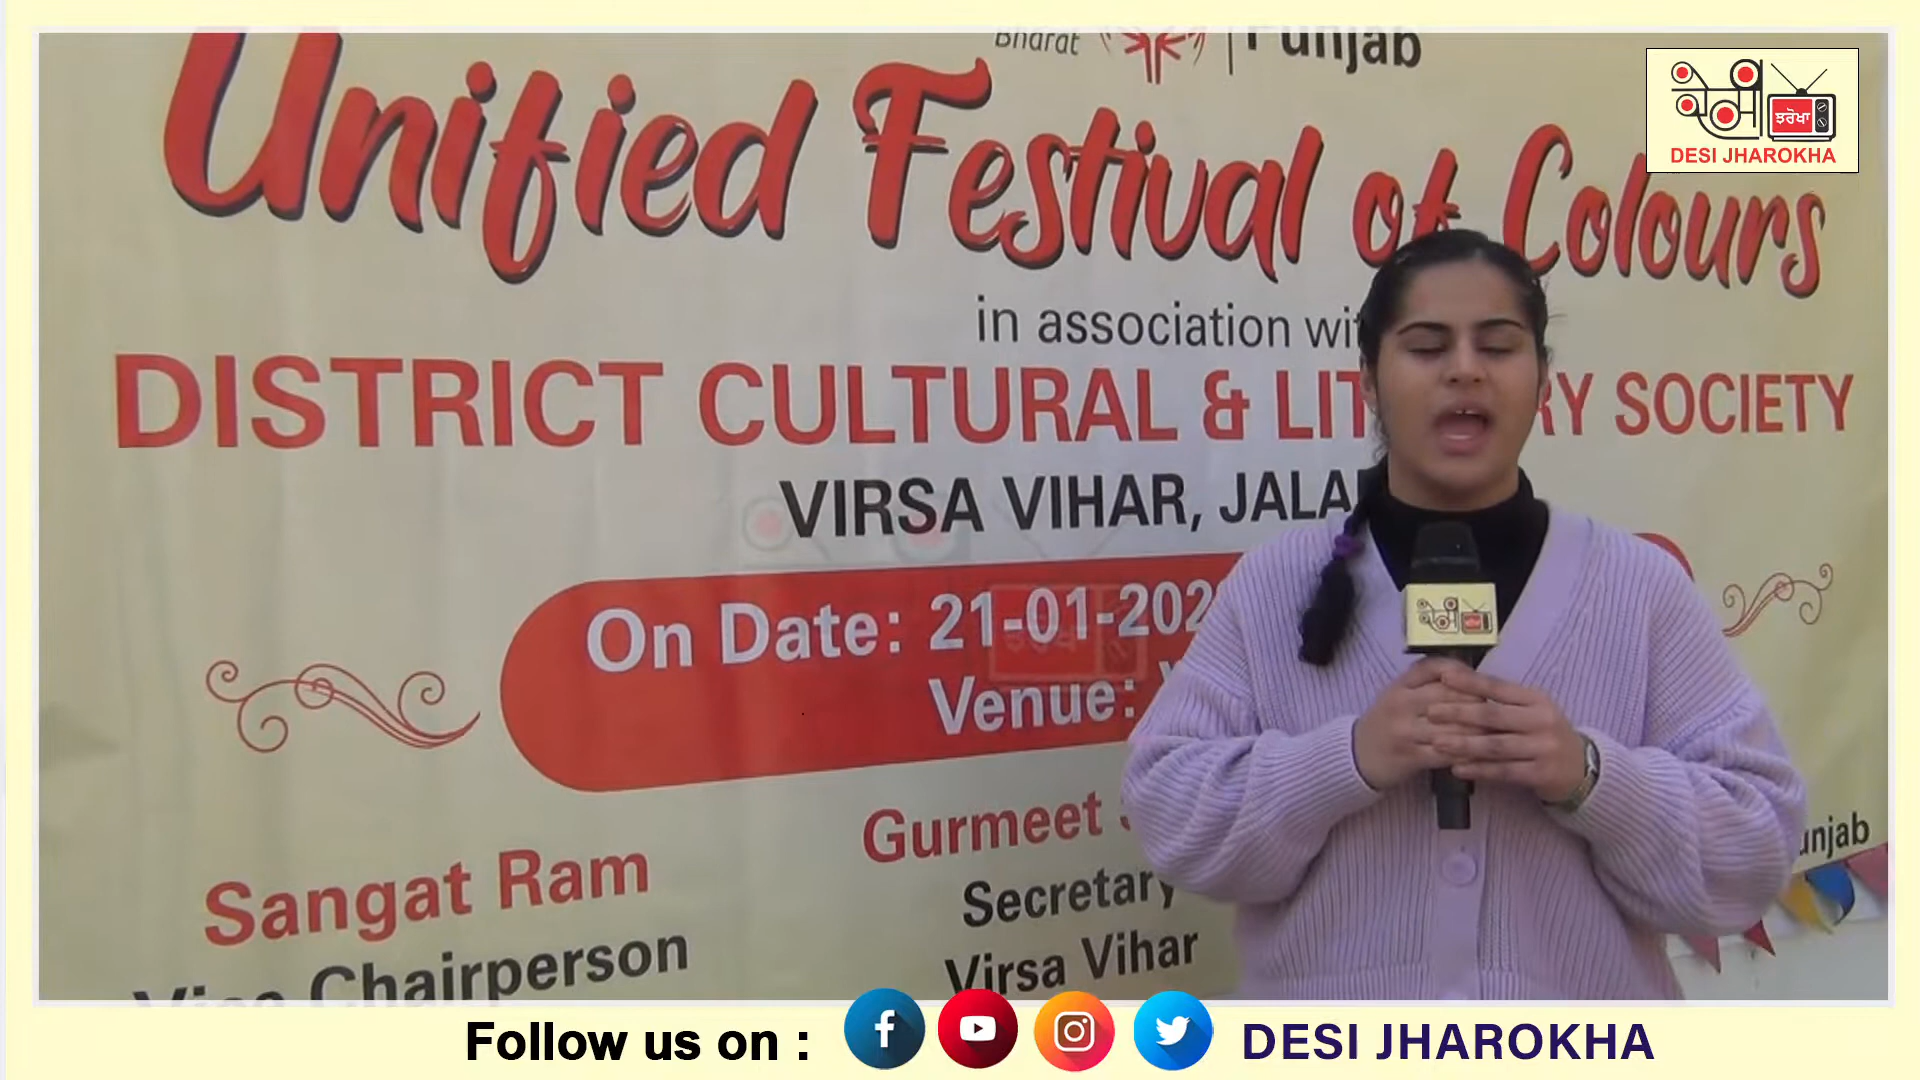 Bharat Punjab
Unified Festival of Colours
in association wit
DISTRICT CULTURAL & LIT RY SOCIETY
VIRSA VIHAR, JALA
On Date: 21-01-202
Venue:
Gurmeet
Sangat Ram
Secretary
Vice Chairperson
Virsa Vihar
unjab
ਝਰੋਖਾ
DESI JHAROKHA
Follow us on : DESI JHAROKHA